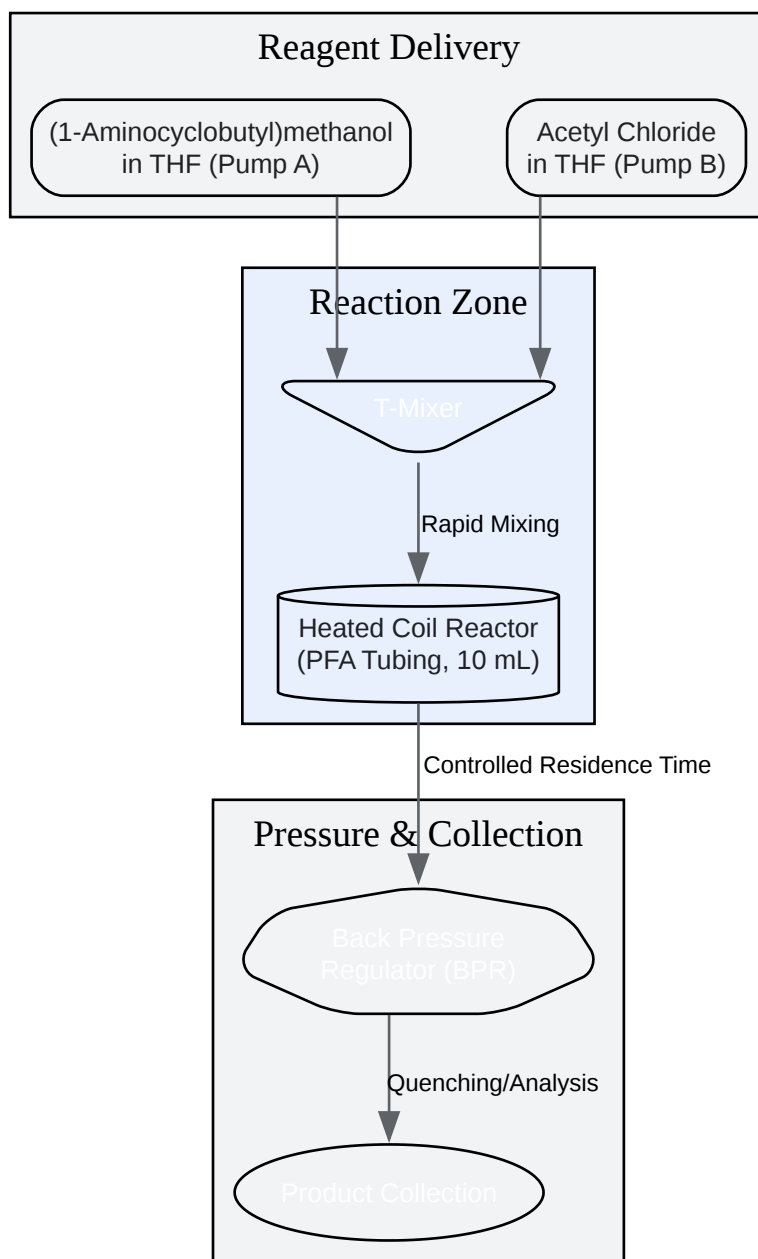 Reagent Delivery
(1-Aminocyclobutyl)methanol
in THF (Pump A)
Acetyl Chloride
in THF (Pump B)
Reaction Zone
T-Mixer
Rapid Mixing
Heated Coil Reactor
(PFA Tubing, 10 mL)
Controlled Residence Time
Pressure & Collection
Back Pressure
Regulator (BPR)
Quenching/Analysis
Product Collection